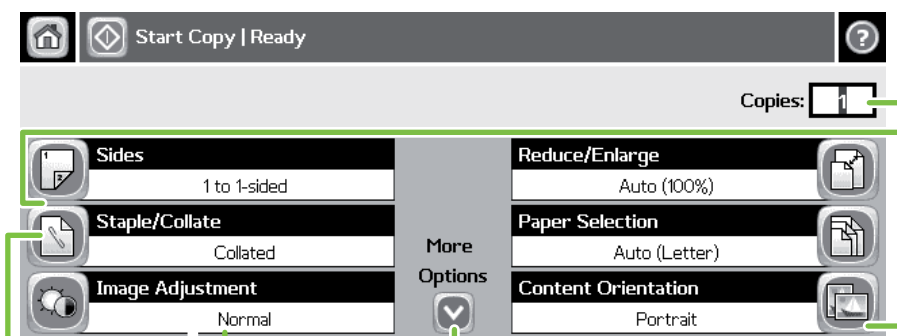 Start Copy | Ready
?
Copies: 1
Sides
1 to 1-sided
Reduce/Enlarge
Auto (100%)
Staple/Collate
Collated
Paper Selection
Auto (Letter)
More
Options
Image Adjustment
Normal
Content Orientation
Portrait